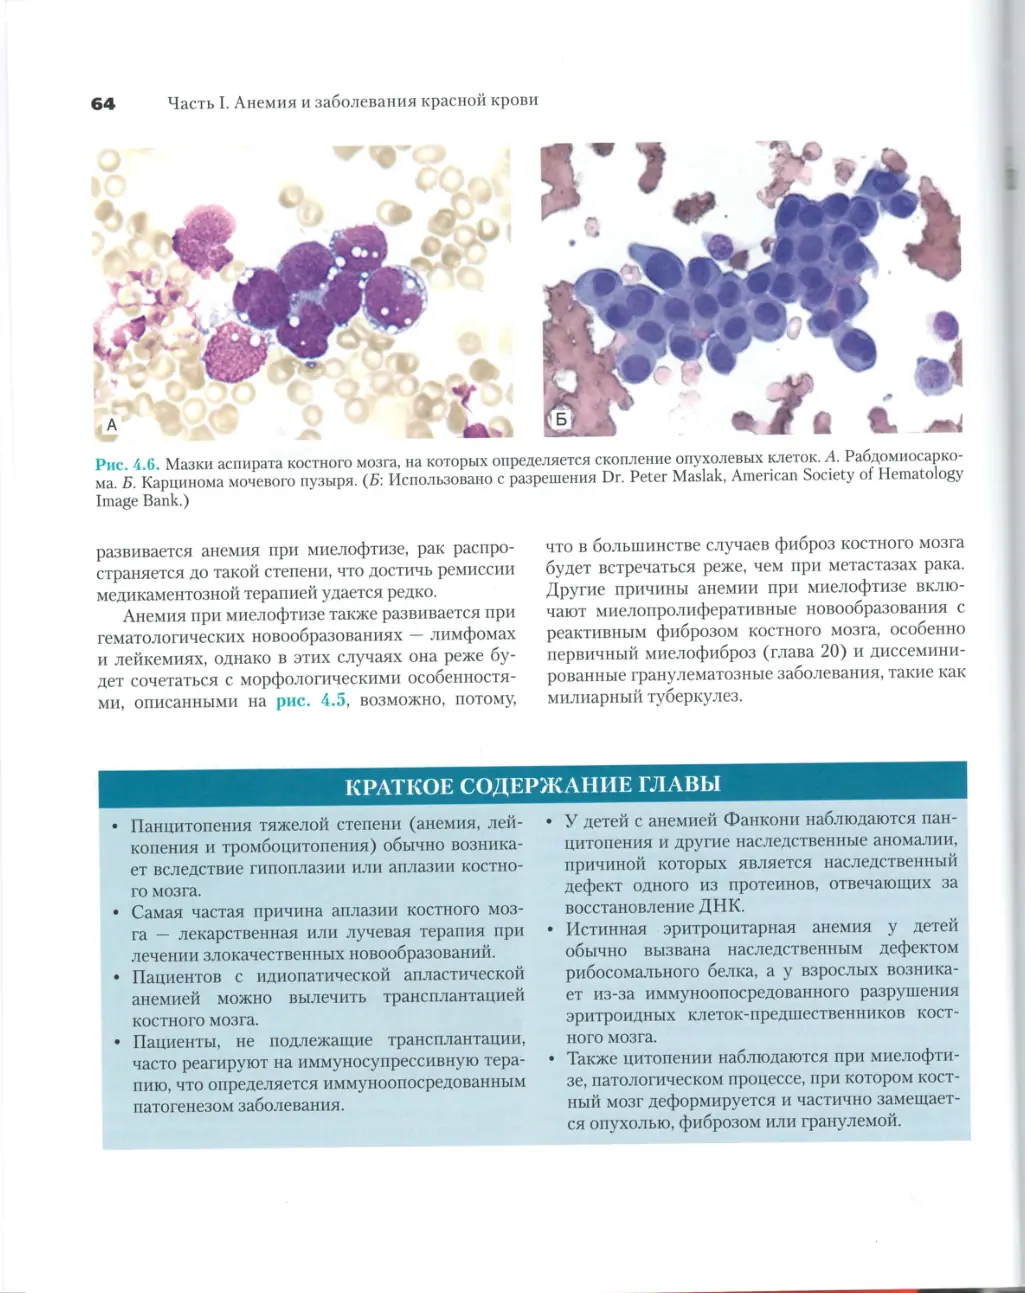 64 Часть I. Анемия и заболевания красной крови
А
Б
Рис. 4.6. Мазки аспирата костного мозга, на которых определяется скопление опухолевых клеток. А. Рабдомиосарко-
ма. Б. Карцинома мочевого пузыря. (Б: Использовано с разрешения Dr. Peter Maslak, American Society of Hematology
Image Bank.)
развивается анемия при миелофтизе, рак распро-
страняется до такой степени, что достичь ремиссии
медикаментозной терапией удается редко.
Анемия при миелофтизе также развивается при
гематологических новообразованиях — лимфомах
и лейкемиях, однако в этих случаях она реже бу-
дет сочетаться с морфологическими особенностя-
ми, описанными на рис. 4.5, возможно, потому,
что в большинстве случаев фиброз костного мозга
будет встречаться реже, чем при метастазах рака.
Другие причины анемии при миелофтизе вклю-
чают миелопролиферативные новообразования с
реактивным фиброзом костного мозга, особенно
первичный миелофиброз (глава 20) и диссемини-
рованные гранулематозные заболевания, такие как
милиарный туберкулез.
КРАТКОЕ СОДЕРЖАНИЕ ГЛАВЫ
• Панцитопения тяжелой степени (анемия, лей-
копения и тромбоцитопения) обычно возника-
ет вследствие гипоплазии или аплазии костно-
го мозга.
• Самая частая причина аплазии костного моз-
га — лекарственная или лучевая терапия при
лечении злокачественных новообразований.
• Пациентов с идиопатической апластической
анемией можно вылечить трансплантацией
костного мозга.
• Пациенты, не подлежащие трансплантации,
часто реагируют на иммуносупрессивную тера-
пию, что определяется иммуноопосредованным
патогенезом заболевания.
• У детей с анемией Фанкони наблюдаются пан-
цитопения и другие наследственные аномалии,
причиной которых является наследственный
дефект одного из протеинов, отвечающих за
восстановление ДНК.
• Истинная эритроцитарная анемия у детей
обычно вызвана наследственным дефектом
рибосомального белка, а у взрослых возника-
ет из-за иммуноопосредованного разрушения
эритроидных клеток-предшественников кост-
ного мозга.
• Также цитопении наблюдаются при миелофти-
зе, патологическом процессе, при котором кост-
ный мозг деформируется и частично замещает-
ся опухолью, фиброзом или гранулемой.